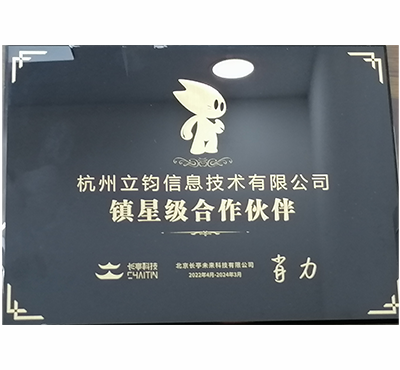 杭州立钧信息技术有限公司
镇星级合作伙伴
长亭科技
CHAITIN
北京长亭未来科技有限公司
2022年4月-2024年3月
肖力